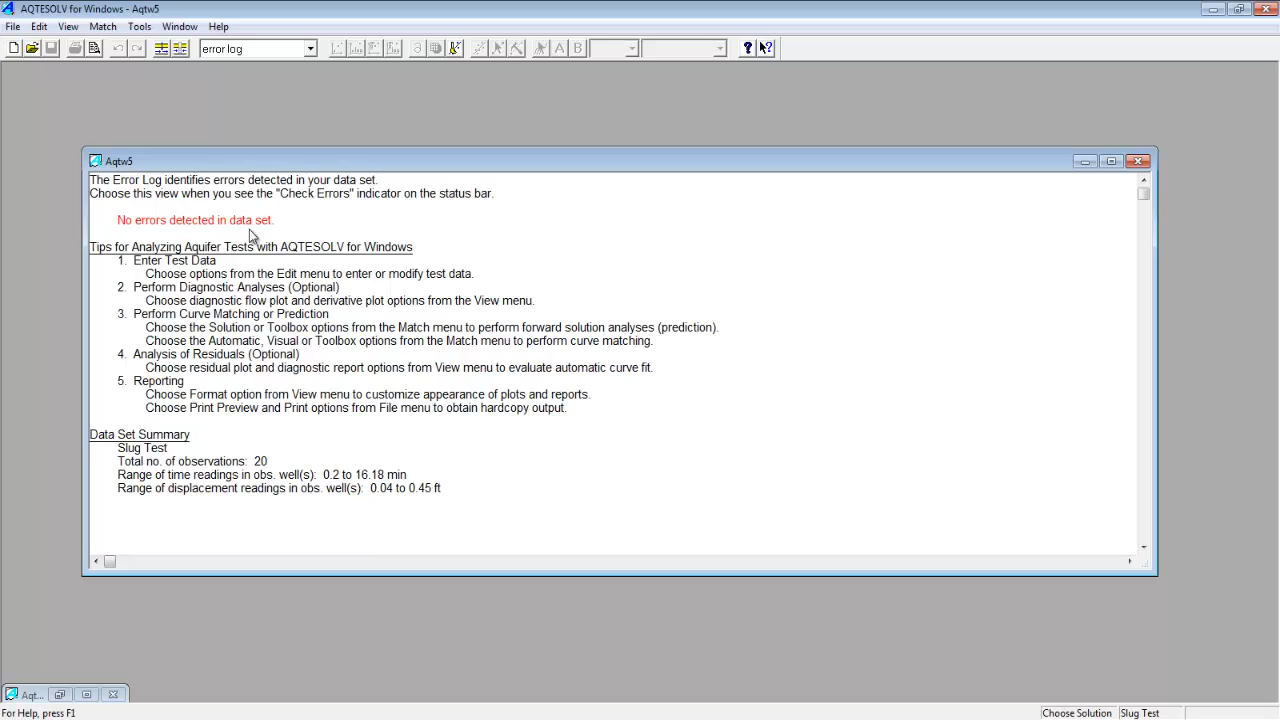 AQTESOLV for Windows - Aqtw5
File Edit View Match Tools Window Help
error log
A B
Aqtw5
The Error Log identifies errors detected in your data set.
Choose this view when you see the "Check Errors" indicator on the status bar.
No errors detected in data set.
Tips for Analyzing Aquifer Tests with AQTESOLV for Windows
1. Enter Test Data
Choose options from the Edit menu to enter or modify test data.
2. Perform Diagnostic Analyses (Optional)
Choose diagnostic flow plot and derivative plot options from the View menu.
3. Perform Curve Matching or Prediction
Choose the Solution or Toolbox options from the Match menu to perform forward solution analyses (prediction).
Choose the Automatic, Visual or Toolbox options from the Match menu to perform curve matching.
4. Analysis of Residuals (Optional)
Choose residual plot and diagnostic report options from View menu to evaluate automatic curve fit.
5. Reporting
Choose Format option from View menu to customize appearance of plots and reports.
Choose Print Preview and Print options from File menu to obtain hardcopy output.
Data Set Summary
Slug Test
Total no. of observations: 20
Range of time readings in obs. well(s): 0.2 to 16.18 min
Range of displacement readings in obs. well(s): 0.04 to 0.45 ft
Aqt...
For Help, press F1
Choose Solution
Slug Test